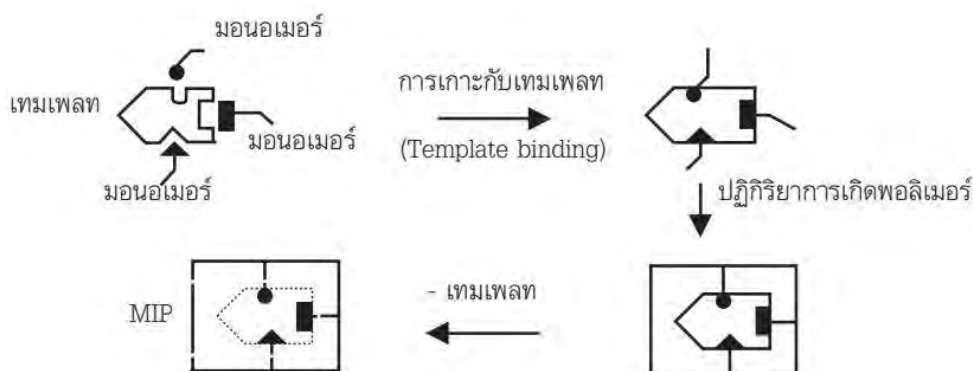 มอนอเมอร์
เทมเพลท
มอนอเมอร์
มอนอเมอร์
การเกาะกับเทมเพลท
(Template binding)
ปฏิกิริยาการเกิดพอลิเมอร์
- เทมเพลท
MIP